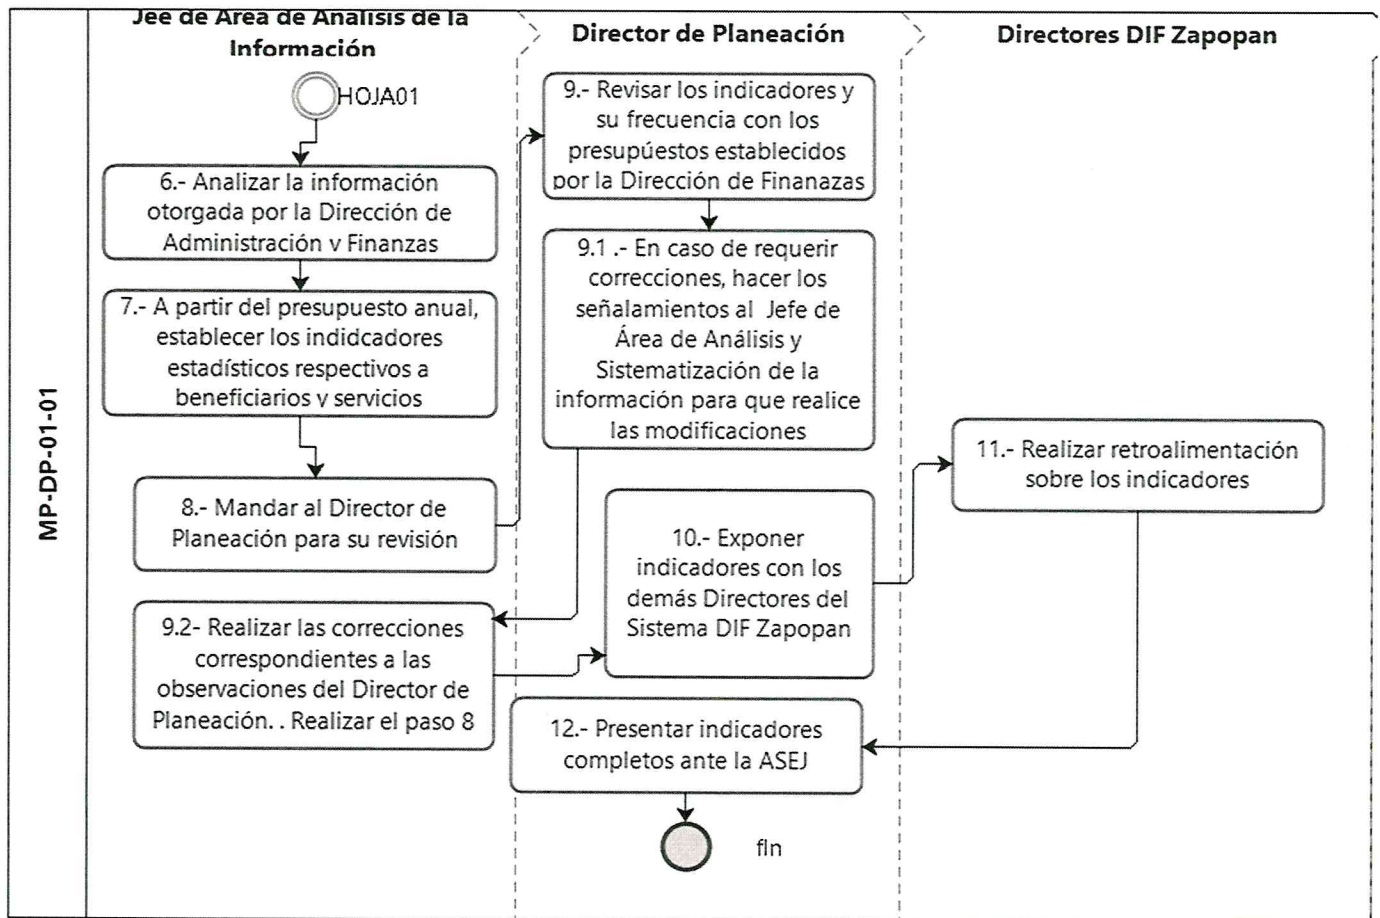 Jee de Área de Análisis de la
Información
Director de Planeación
Directores DIF Zapopan
MP-DP-01-01
HOJA01
6.- Analizar la información
otorgada por la Dirección de
Administración y Finanzas
7.- A partir del presupuesto anual,
establecer los indidcadores
estadísticos respectivos a
beneficiarios y servicios
8.- Mandar al Director de
Planeación para su revisión
9.- Revisar los indicadores y
su frecuencia con los
presupúestos establecidos
por la Dirección de Finanazas
9.1 .- En caso de requerir
correcciones, hacer los
señalamientos al Jefe de
Área de Análisis y
Sistematización de la
información para que realice
las modificaciones
9.2- Realizar las correcciones
correspondientes a las
observaciones del Director de
Planeación. . Realizar el paso 8
10.- Exponer
indicadores con los
demás Directores del
Sistema DIF Zapopan
11.- Realizar retroalimentación
sobre los indicadores
12.- Presentar indicadores
completos ante la ASEJ
fIn